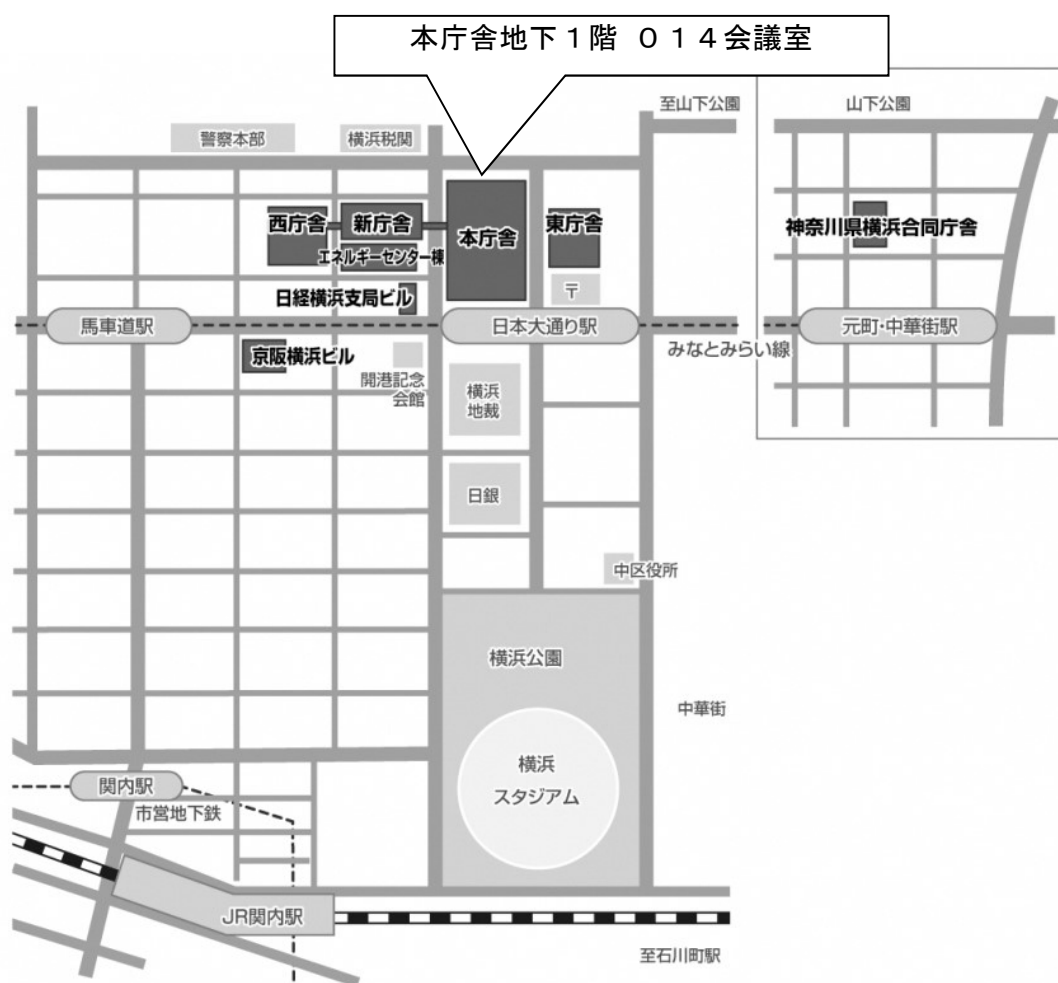 本庁舎地下1階 014会議室
至山下公園
山下公園
警察本部
横浜税関
西庁舎
新庁舎
本庁舎
東庁舎
神奈川県横浜合同庁舎
エネルギーセンター棟
〒
日経横浜支局ビル
馬車道駅
日本大通り駅
元町・中華街駅
みなとみらい線
京阪横浜ビル
開港記念
会館
横浜
地裁
日銀
中区役所
横浜公園
中華街
横浜
スタジアム
関内駅
市営地下鉄
JR関内駅
至石川町駅